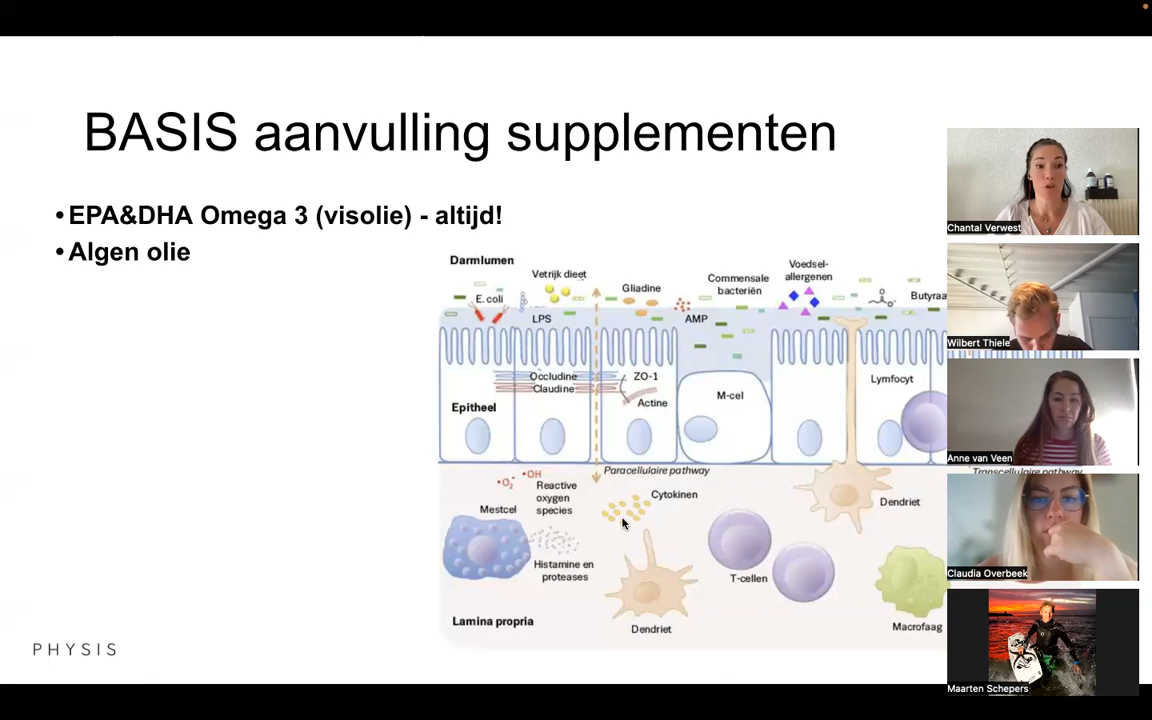 BASIS aanvulling supplementen
•EPA&DHA Omega 3 (visolie) - altijd!
•Algen olie
Darmlumen
Vetrijk dieet
E. coli
LPS
Gliadine
Commensale
bacteriën
AMP
Voedsel-
allergenen
Butyraa
Occludine
Claudine
ZO-1
Actine
M-cel
Lymfocyt
Epitheel
Paracellulaire pathway
Transcellulaire pathway
•O₂⁻
•OH
Reactive
oxygen
species
Cytokinen
Mestcel
Histamine en
proteases
Dendriet
T-cellen
Dendriet
Macrofaag
Lamina propria
PHYSIS
Chantal Verwest
Wilbert Thiele
Anne van Veen
Claudia Overbeek
Maarten Schepers